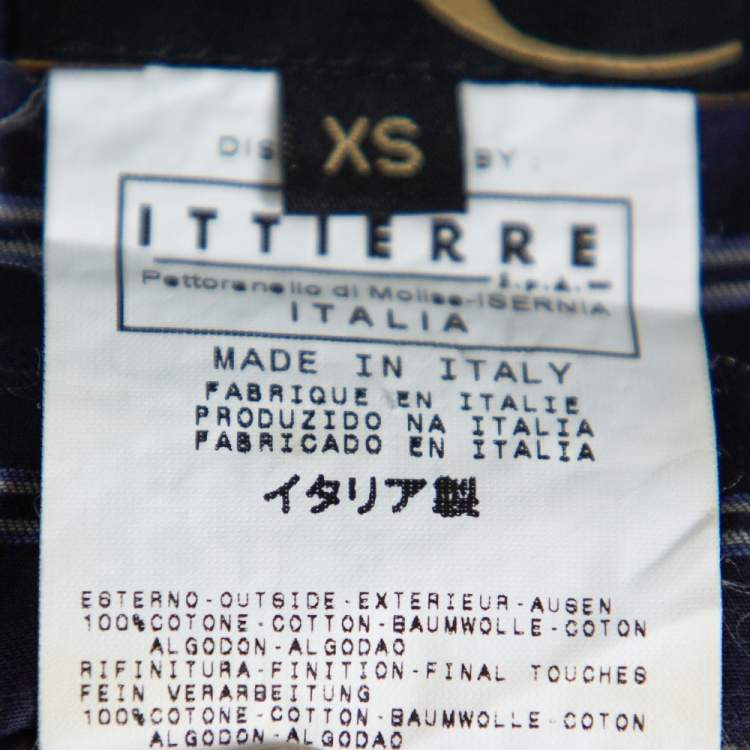 XS
BY :
ITTIERRE
S.p.A.
Pettoranello di Molise-ISERNIA
ITALIA
MADE IN ITALY
FABRIQUE EN ITALIE
PRODUZIDO NA ITALIA
FABRICADO EN ITALIA
イタリア製
ESTERNO-OUTSIDE-EXTERIEUR-AUSEN
100%COTONE-COTTON-BAUMWOLLE-COTON
ALGODON-ALGODAO
RIFINITURA-FINITION-FINAL TOUCHES
FEIN VERARBEITUNG
100%COTONE-COTTON-BAUMWOLLE-COTON
ALGODON-ALGODAO